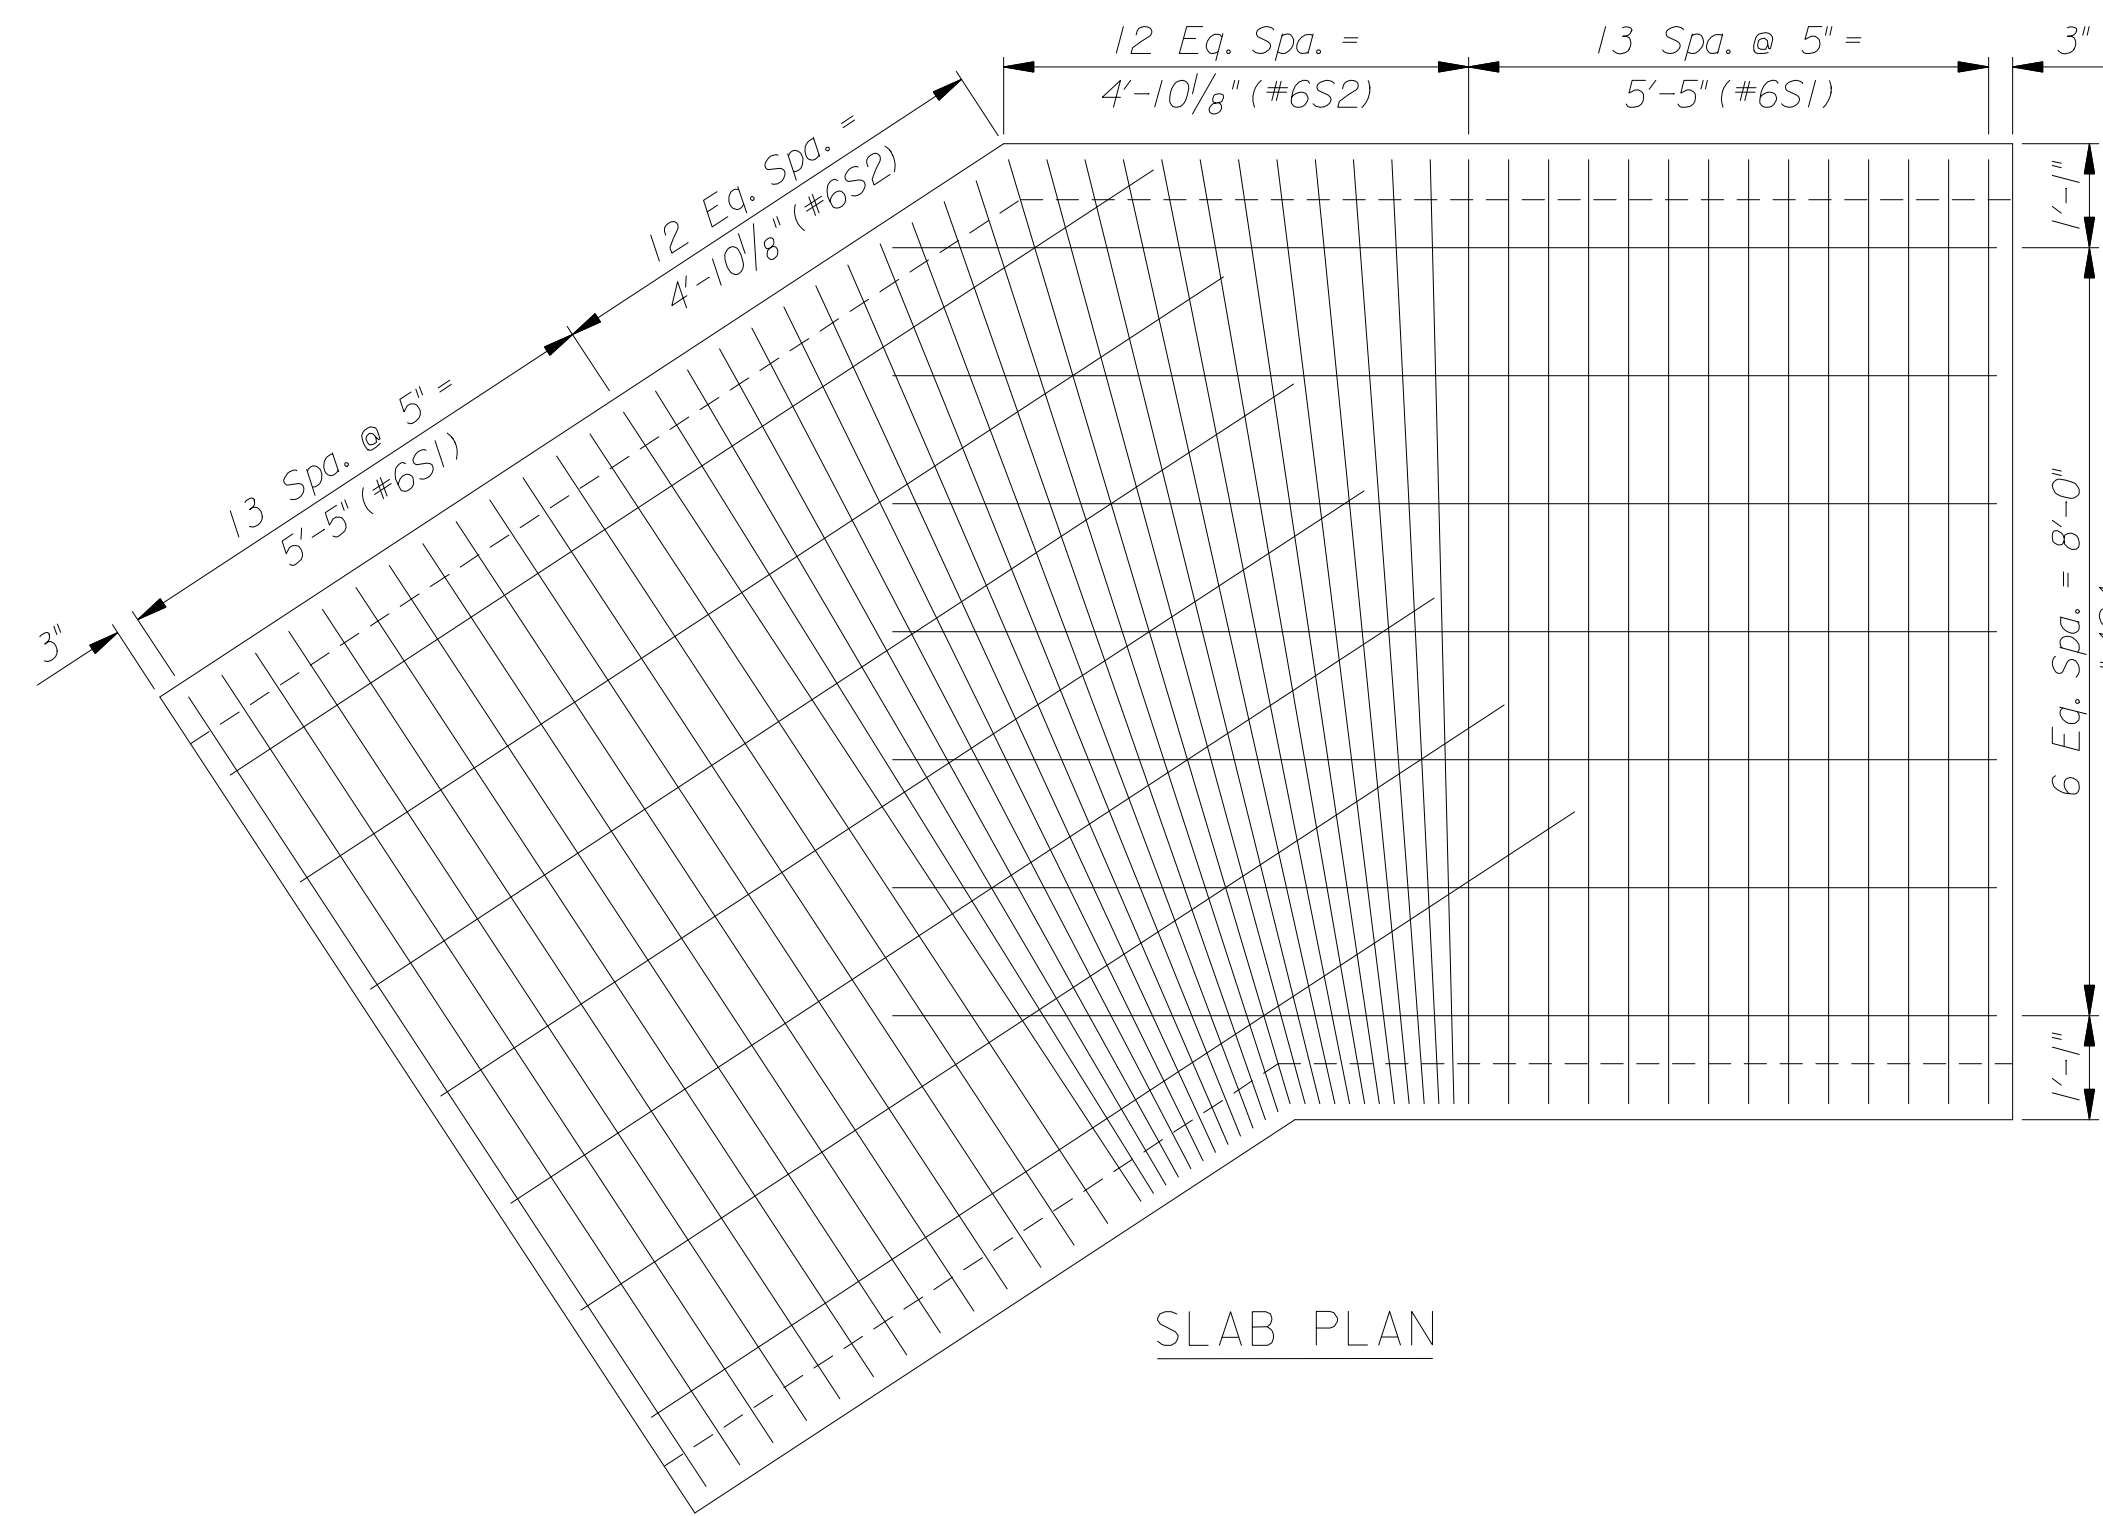 12 Eq. Spa. =
4'-10 1/8" (#6S2)
13 Spa. @ 5" =
5'-5" (#6S1)
3"
12 Eq. Spa. =
4'-10 1/8" (#6S2)
13 Spa. @ 5" =
5'-5" (#6S1)
3"
1'-1"
6 Eq. Spa. = 8'-0"
1'-1"
SLAB PLAN